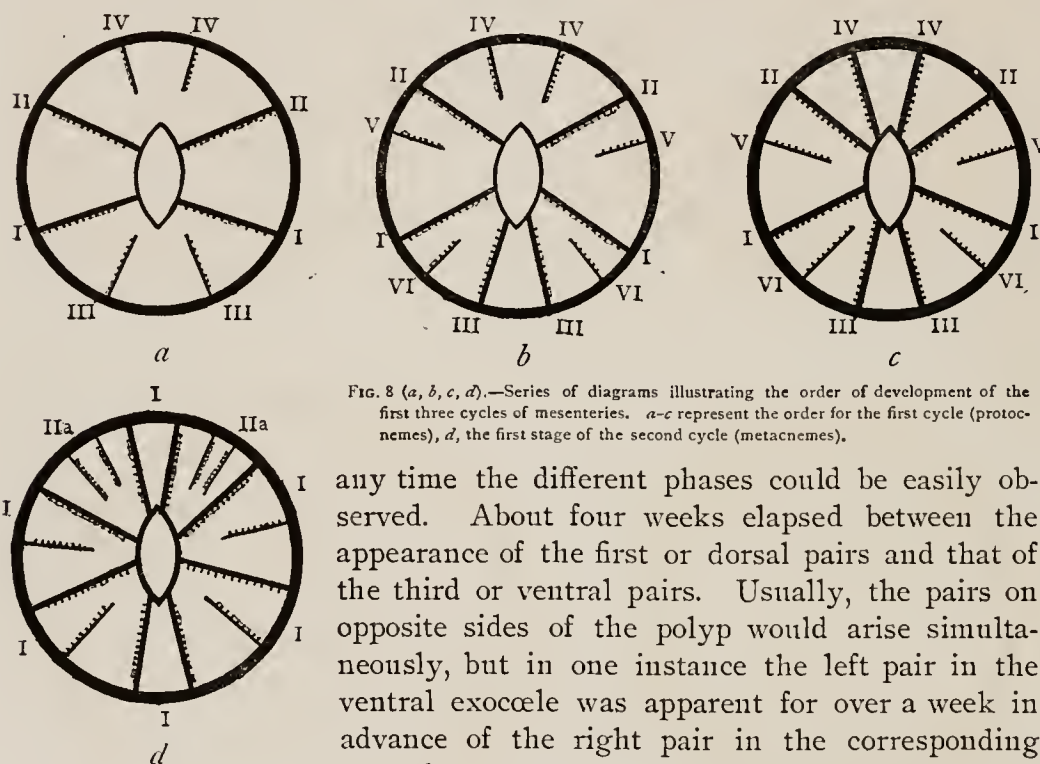 IV IV
II II
I I
III III
a
IV IV
II II
V V
I I
VI VI
III III
b
IV IV
II II
V V
I I
VI VI
III III
c
FIG. 8 (a, b, c, d).—Series of diagrams illustrating the order of development of the
first three cycles of mesenteries. a-c represent the order for the first cycle (protoc-
nemes), d, the first stage of the second cycle (metacnemes).
I
IIa IIa
I I
I I
I
d
any time the different phases could be easily ob-
served. About four weeks elapsed between the
appearance of the first or dorsal pairs and that of
the third or ventral pairs. Usually, the pairs on
opposite sides of the polyp would arise simulta-
neously, but in one instance the left pair in the
ventral exocœle was apparent for over a week in
advance of the right pair in the corresponding